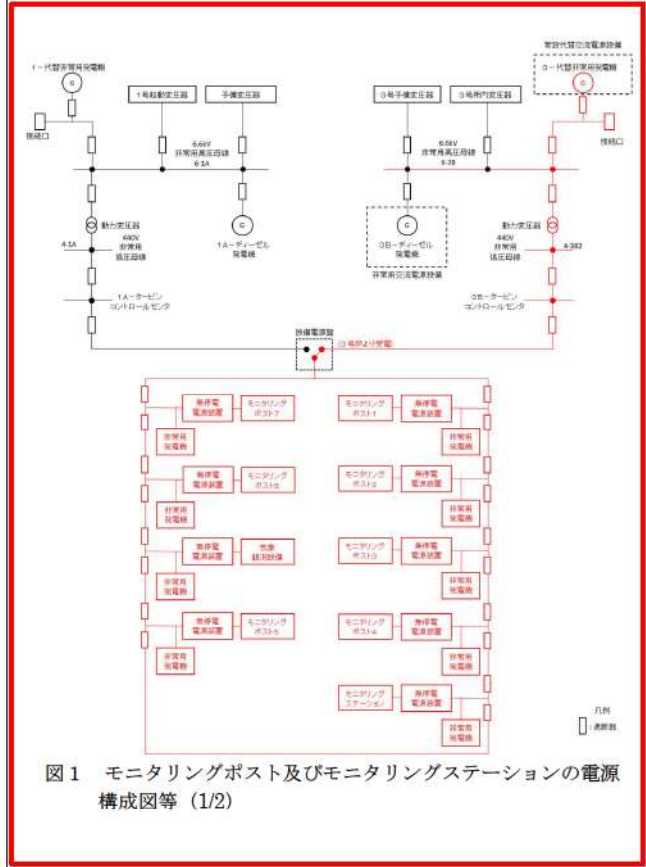 常設代替交流電源設備
1-代替非常用発電機
G
3-代替非常用発電機
G
1号起動変圧器
予備変圧器
3号予備変圧器
3号所内変圧器
接続口
接続口
6.6kV
非常用高圧母線
6-1A
6.6kV
非常用高圧母線
6-3B
動力変圧器
G
1A-ディーゼル
発電機
G
3B-ディーゼル
発電機
非常用交流電源設備
動力変圧器
4-1A
440V
非常用
低圧母線
440V
非常用
低圧母線
4-3B2
1A-タービン
コントロールセンタ
3B-タービン
コントロールセンタ
設備電源盤
(3号炉より受電)
無停電
電源装置
モニタリング
ポスト7
非常用
発電機
モニタリング
ポスト1
無停電
電源装置
非常用
発電機
無停電
電源装置
モニタリング
ポスト6
非常用
発電機
モニタリング
ポスト2
無停電
電源装置
非常用
発電機
無停電
電源装置
気象
観測設備
非常用
発電機
モニタリング
ポスト3
無停電
電源装置
非常用
発電機
無停電
電源装置
モニタリング
ポスト5
非常用
発電機
モニタリング
ポスト4
無停電
電源装置
非常用
発電機
モニタリング
ステーション
無停電
電源装置
非常用
発電機
凡例
:遮断器
図1 モニタリングポスト及びモニタリングステーションの電源
構成図等 (1/2)